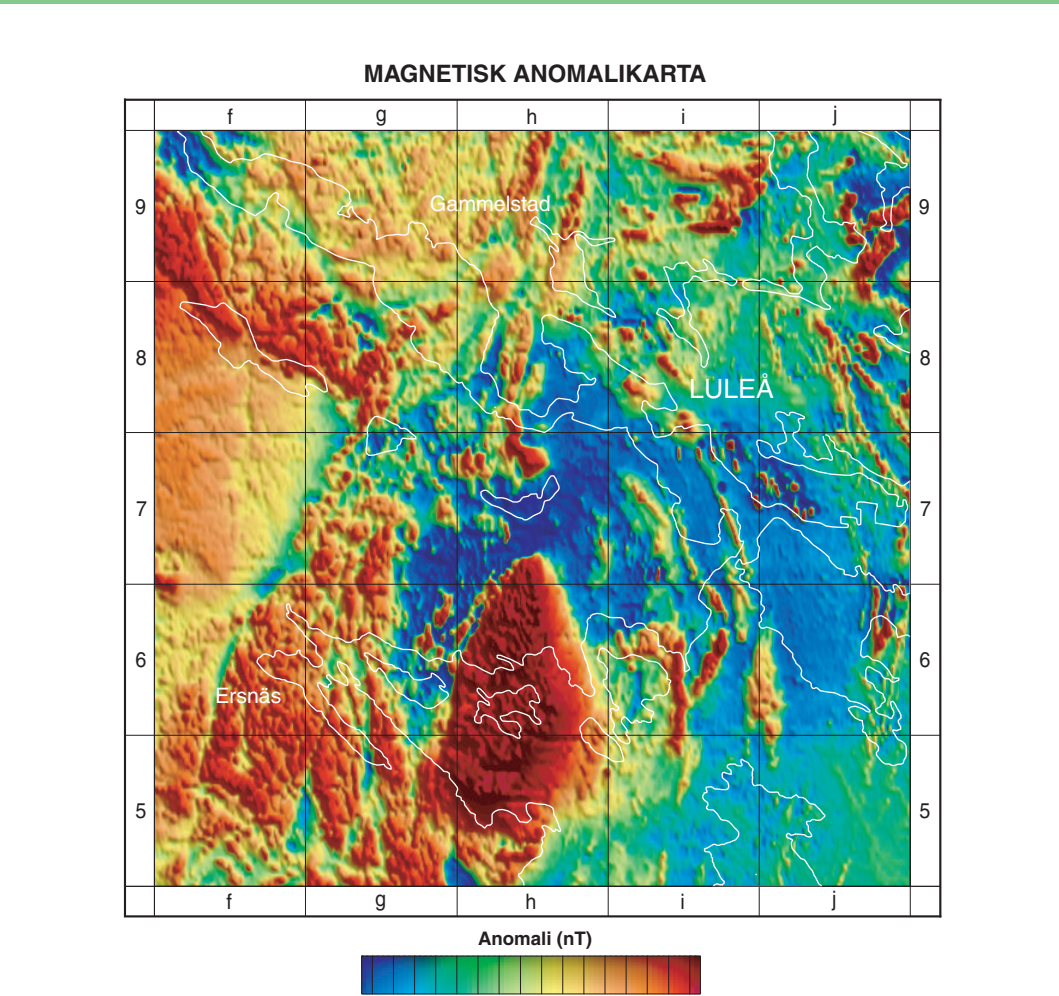 MAGNETISK ANOMALIKARTA
f g h i j
9 Gammelstad 9
8 8
LULEÅ
7 7
6 6
Ersnäs
5 5
f g h i j
Anomali (nT)